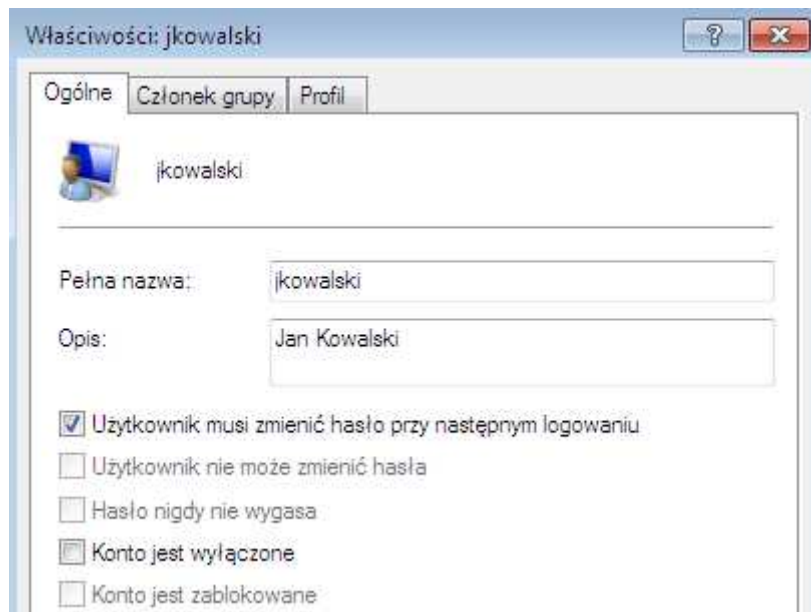 Właściwości: jkowalski
Ogólne Członek grupy Profil
jkowalski
Pełna nazwa: jkowalski
Opis: Jan Kowalski
Użytkownik musi zmienić hasło przy następnym logowaniu
Użytkownik nie może zmienić hasła
Hasło nigdy nie wygasa
Konto jest wyłączone
Konto jest zablokowane